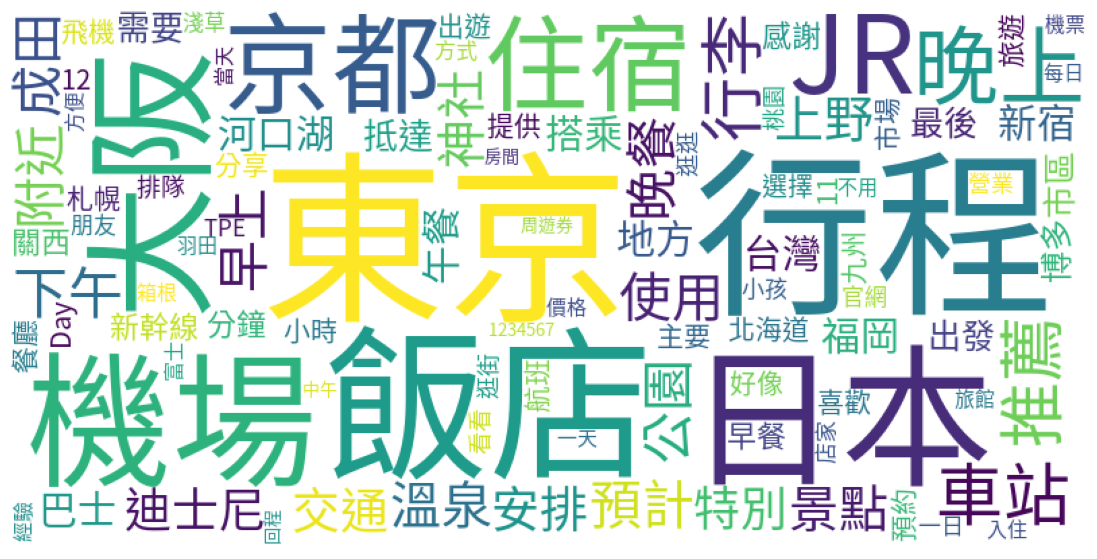 成田
飛機
需要
淺草
當天
京都
出遊
方式
住宿
行李
感謝
JR
晚上
旅遊
機票
每日
12
方便
大阪
河口湖
抵達
神社
提供
搭乘
房間
晚餐
逛逛
桃園
上野
市場
最後
新宿
附近
札幌
排隊
分享
朋友
TPE
羽田
早上
東京
周遊券
午餐
地方
行程
選擇
11
不用
營業
市區
博多
關西
下午
箱根
台灣
九州
官網
使用
小孩
價格
餐廳
Day
新幹線
分鐘
小時
1234567
主要
北海道
福岡
出發
推薦
富士
機場
中午
飯店
逛街
航班
看看
一天
公園
日本
好像
早餐
喜歡
店家
旅館
經驗
巴士
迪士尼
回程
交通
溫泉
安排
預計
特別
景點
預約
一日
車站
入住